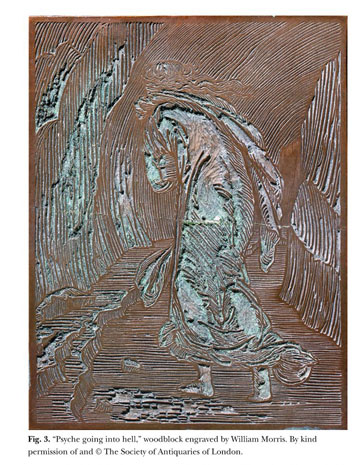 Fig. 3. “Psyche going into hell,” woodblock engraved by William Morris. By kind
permission of and © The Society of Antiquaries of London.